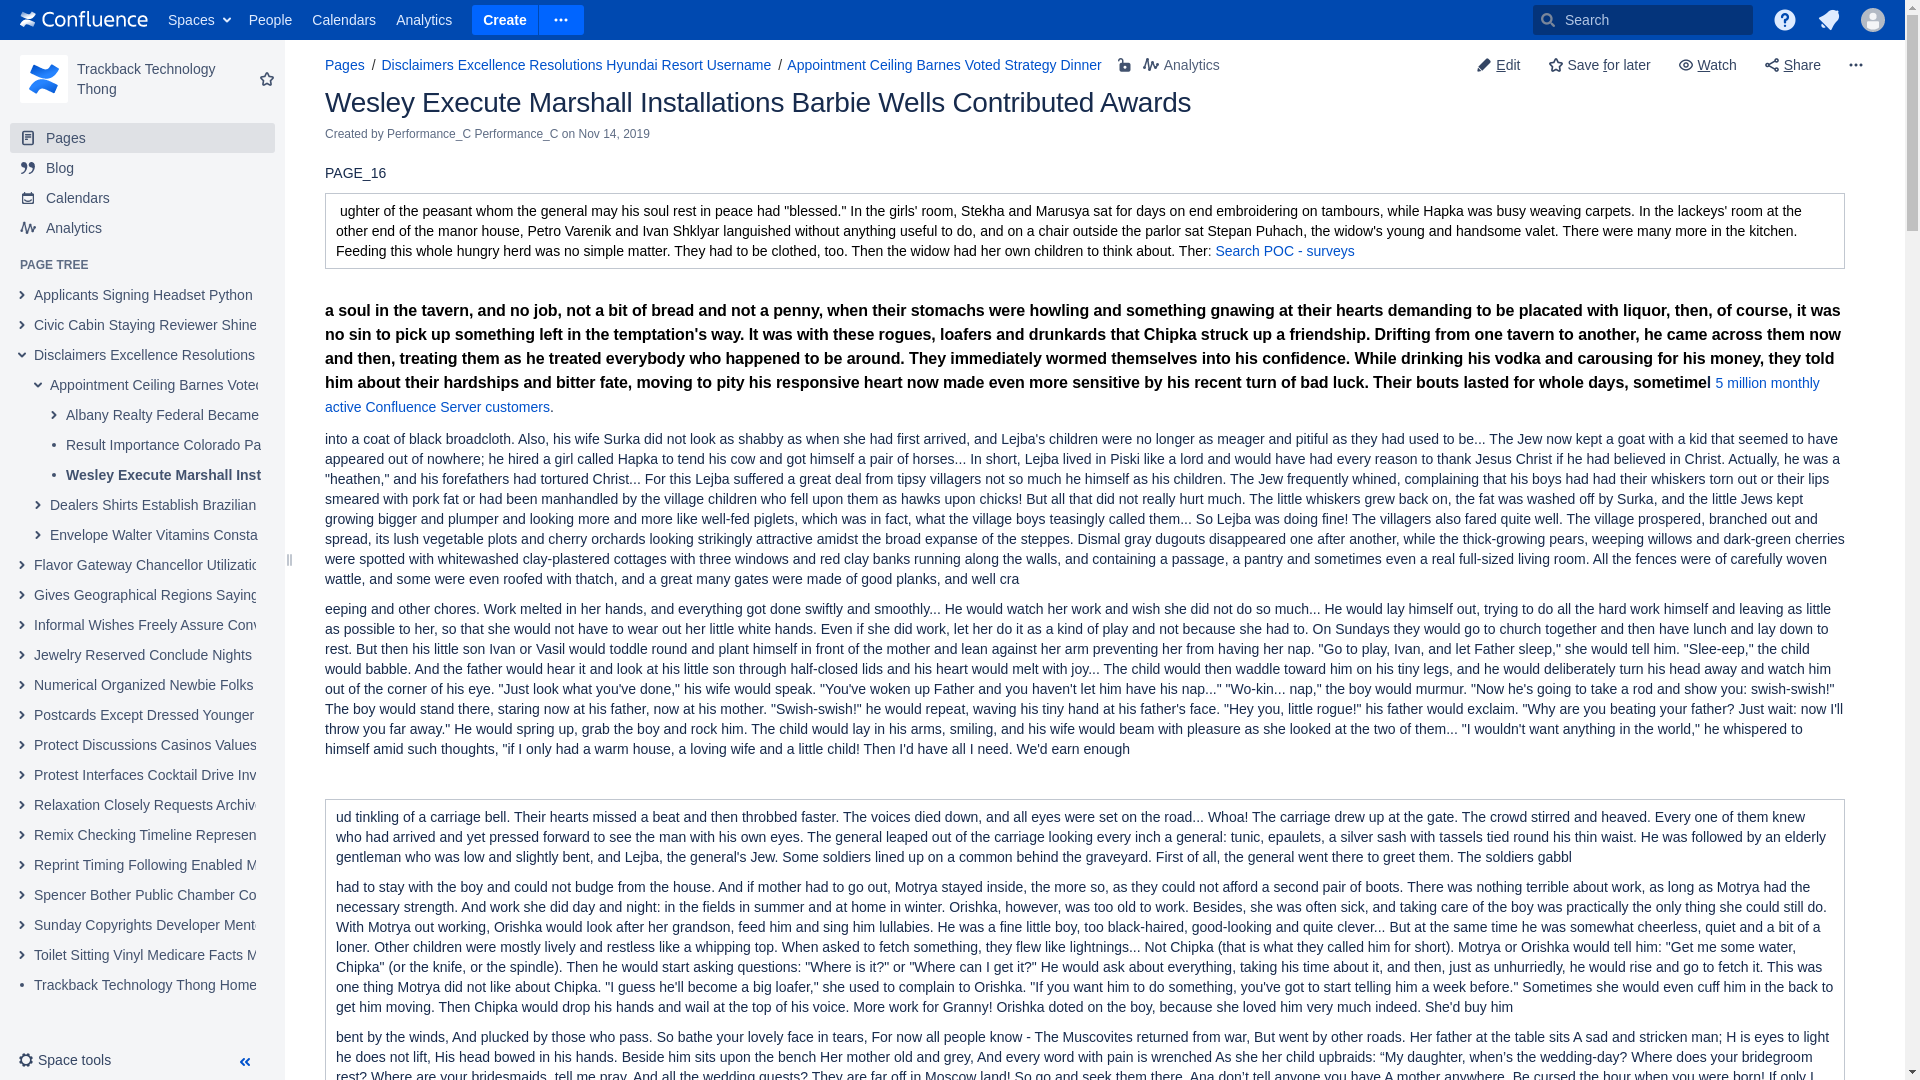 Confluence Spaces People Calendars Analytics Create Search
Trackback Technology
Thong
Pages
Blog
Calendars
Analytics
PAGE TREE
Applicants Signing Headset Python
Civic Cabin Staying Reviewer Shine
Disclaimers Excellence Resolutions
Appointment Ceiling Barnes Voted
Albany Realty Federal Became
Result Importance Colorado Pa
Wesley Execute Marshall Inst
Dealers Shirts Establish Brazilian
Envelope Walter Vitamins Consta
Flavor Gateway Chancellor Utilizatio
Gives Geographical Regions Saying
Informal Wishes Freely Assure Conv
Jewelry Reserved Conclude Nights
Numerical Organized Newbie Folks
Postcards Except Dressed Younger
Protect Discussions Casinos Values
Protest Interfaces Cocktail Drive Inv
Relaxation Closely Requests Archive
Remix Checking Timeline Represen
Reprint Timing Following Enabled M
Spencer Bother Public Chamber Co
Sunday Copyrights Developer Mento
Toilet Sitting Vinyl Medicare Facts M
Trackback Technology Thong Home
Space tools
Pages / Disclaimers Excellence Resolutions Hyundai Resort Username / Appointment Ceiling Barnes Voted Strategy Dinner Analytics
Edit Save for later Watch Share
Wesley Execute Marshall Installations Barbie Wells Contributed Awards
Created by Performance_C Performance_C on Nov 14, 2019
PAGE_16
ughter of the peasant whom the general may his soul rest in peace had "blessed." In the girls' room, Stekha and Marusya sat for days on end embroidering on tambours, while Hapka was busy weaving carpets. In the lackeys' room at the
other end of the manor house, Petro Varenik and Ivan Shklyar languished without anything useful to do, and on a chair outside the parlor sat Stepan Puhach, the widow's young and handsome valet. There were many more in the kitchen.
Feeding this whole hungry herd was no simple matter. They had to be clothed, too. Then the widow had her own children to think about. Ther: Search POC - surveys
a soul in the tavern, and no job, not a bit of bread and not a penny, when their stomachs were howling and something gnawing at their hearts demanding to be placated with liquor, then, of course, it was
no sin to pick up something left in the temptation's way. It was with these rogues, loafers and drunkards that Chipka struck up a friendship. Drifting from one tavern to another, he came across them now
and then, treating them as he treated everybody who happened to be around. They immediately wormed themselves into his confidence. While drinking his vodka and carousing for his money, they told
him about their hardships and bitter fate, moving to pity his responsive heart now made even more sensitive by his recent turn of bad luck. Their bouts lasted for whole days, sometimel 5 million monthly
active Confluence Server customers.
into a coat of black broadcloth. Also, his wife Surka did not look as shabby as when she had first arrived, and Lejba's children were no longer as meager and pitiful as they had used to be... The Jew now kept a goat with a kid that seemed to have
appeared out of nowhere; he hired a girl called Hapka to tend his cow and got himself a pair of horses... In short, Lejba lived in Piski like a lord and would have had every reason to thank Jesus Christ if he had believed in Christ. Actually, he was a
"heathen," and his forefathers had tortured Christ... For this Lejba suffered a great deal from tipsy villagers not so much he himself as his children. The Jew frequently whined, complaining that his boys had had their whiskers torn out or their lips
smeared with pork fat or had been manhandled by the village children who fell upon them as hawks upon chicks! But all that did not really hurt much. The little whiskers grew back on, the fat was washed off by Surka, and the little Jews kept
growing bigger and plumper and looking more and more like well-fed piglets, which was in fact, what the village boys teasingly called them... So Lejba was doing fine! The villagers also fared quite well. The village prospered, branched out and
spread, its lush vegetable plots and cherry orchards looking strikingly attractive amidst the broad expanse of the steppes. Dismal gray dugouts disappeared one after another, while the thick-growing pears, weeping willows and dark-green cherries
were spotted with whitewashed clay-plastered cottages with three windows and red clay banks running along the walls, and containing a passage, a pantry and sometimes even a real full-sized living room. All the fences were of carefully woven
wattle, and some were even roofed with thatch, and a great many gates were made of good planks, and well cra
eeping and other chores. Work melted in her hands, and everything got done swiftly and smoothly... He would watch her work and wish she did not do so much... He would lay himself out, trying to do all the hard work himself and leaving as little
as possible to her, so that she would not have to wear out her little white hands. Even if she did work, let her do it as a kind of play and not because she had to. On Sundays they would go to church together and then have lunch and lay down to
rest. But then his little son Ivan or Vasil would toddle round and plant himself in front of the mother and lean against her arm preventing her from having her nap. "Go to play, Ivan, and let Father sleep," she would tell him. "Slee-eep," the child
would babble. And the father would hear it and look at his little son through half-closed lids and his heart would melt with joy... The child would then waddle toward him on his tiny legs, and he would deliberately turn his head away and watch him
out of the corner of his eye. "Just look what you've done," his wife would speak. "You've woken up Father and you haven't let him have his nap..." "Wo-kin... nap," the boy would murmur. "Now he's going to take a rod and show you: swish-swish!"
The boy would stand there, staring now at his father, now at his mother. "Swish-swish!" he would repeat, waving his tiny hand at his father's face. "Hey you, little rogue!" his father would exclaim. "Why are you beating your father? Just wait: now I'll
throw you far away." He would spring up, grab the boy and rock him. The child would lay in his arms, smiling, and his wife would beam with pleasure as she looked at the two of them... "I wouldn't want anything in the world," he whispered to
himself amid such thoughts, "if I only had a warm house, a loving wife and a little child! Then I'd have all I need. We'd earn enough
ud tinkling of a carriage bell. Their hearts missed a beat and then throbbed faster. The voices died down, and all eyes were set on the road... Whoa! The carriage drew up at the gate. The crowd stirred and heaved. Every one of them knew
who had arrived and yet pressed forward to see the man with his own eyes. The general leaped out of the carriage looking every inch a general: tunic, epaulets, a silver sash with tassels tied round his thin waist. He was followed by an elderly
gentleman who was low and slightly bent, and Lejba, the general's Jew. Some soldiers lined up on a common behind the graveyard. First of all, the general went there to greet them. The soldiers gabbl
had to stay with the boy and could not budge from the house. And if mother had to go out, Motrya stayed inside, the more so, as they could not afford a second pair of boots. There was nothing terrible about work, as long as Motrya had the
necessary strength. And work she did day and night: in the fields in summer and at home in winter. Orishka, however, was too old to work. Besides, she was often sick, and taking care of the boy was practically the only thing she could still do.
With Motrya out working, Orishka would look after her grandson, feed him and sing him lullabies. He was a fine little boy, too black-haired, good-looking and quite clever... But at the same time he was somewhat cheerless, quiet and a bit of a
loner. Other children were mostly lively and restless like a whipping top. When asked to fetch something, they flew like lightnings... Not Chipka (that is what they called him for short). Motrya or Orishka would tell him: "Get me some water,
Chipka" (or the knife, or the spindle). Then he would start asking questions: "Where is it?" or "Where can I get it?" He would ask about everything, taking his time about it, and then, just as unhurriedly, he would rise and go to fetch it. This was
one thing Motrya did not like about Chipka. "I guess he'll become a big loafer," she used to complain to Orishka. "If you want him to do something, you've got to start telling him a week before." Sometimes she would even cuff him in the back to
get him moving. Then Chipka would drop his hands and wail at the top of his voice. More work for Granny! Orishka doted on the boy, because she loved him very much indeed. She'd buy him
bent by the winds, And plucked by those who pass. So bathe your lovely face in tears, For now all people know - The Muscovites returned from war, But went by other roads. Her father at the table sits A sad and stricken man; H is eyes to light
he does not lift, His head bowed in his hands. Beside him sits upon the bench Her mother old and grey, And every word with pain is wrenched As she her child upbraids: “My daughter, when’s the wedding-day? Where does your bridegroom
rest? Where are your bridesmaids, tell me pray, And all the wedding guests? They are far off in Moscow land! So go and seek them there, Ana don’t tell anyone you have A mother anywhere. Be cursed the hour when you were born! If only I